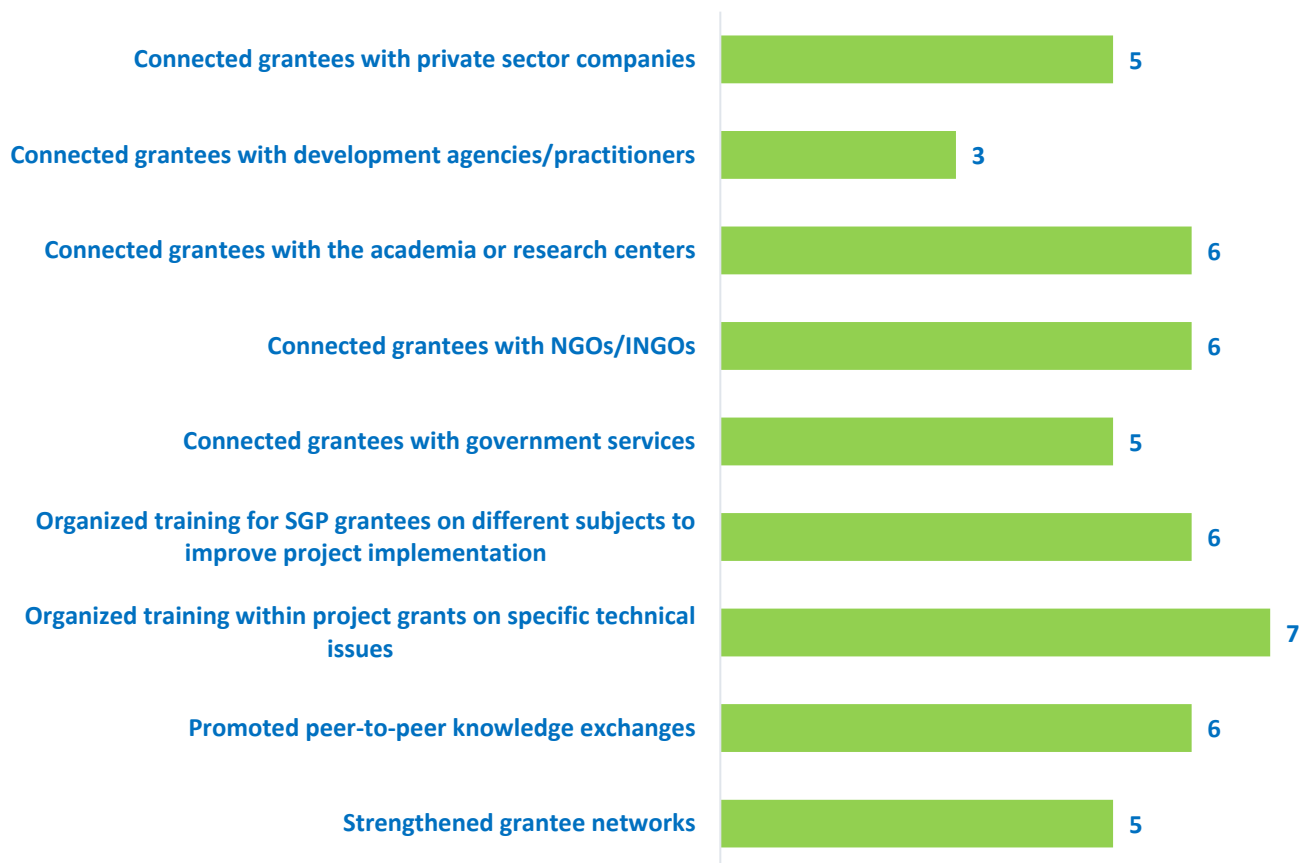 Connected grantees with private sector companies
5
Connected grantees with development agencies/practitioners
3
Connected grantees with the academia or research centers
6
Connected grantees with NGOs/INGOs
6
Connected grantees with government services
5
Organized training for SGP grantees on different subjects to
improve project implementation
6
Organized training within project grants on specific technical
issues
7
Promoted peer-to-peer knowledge exchanges
6
Strengthened grantee networks
5